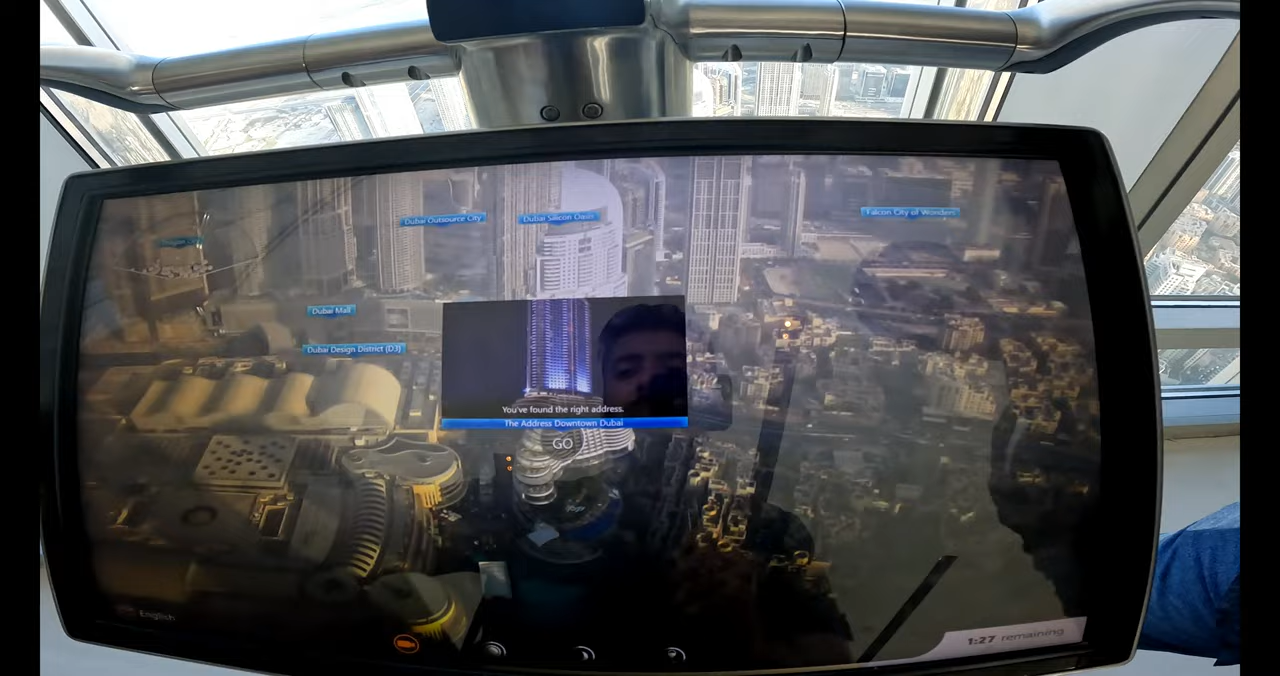 Dubai Outsource City
Dubai Silicon Oasis
Falcon City of Wonders
Dubai Mall
Dubai Design District (D3)
You've found the right address.
The Address Downtown Dubai
GO
English
1:27 remaining